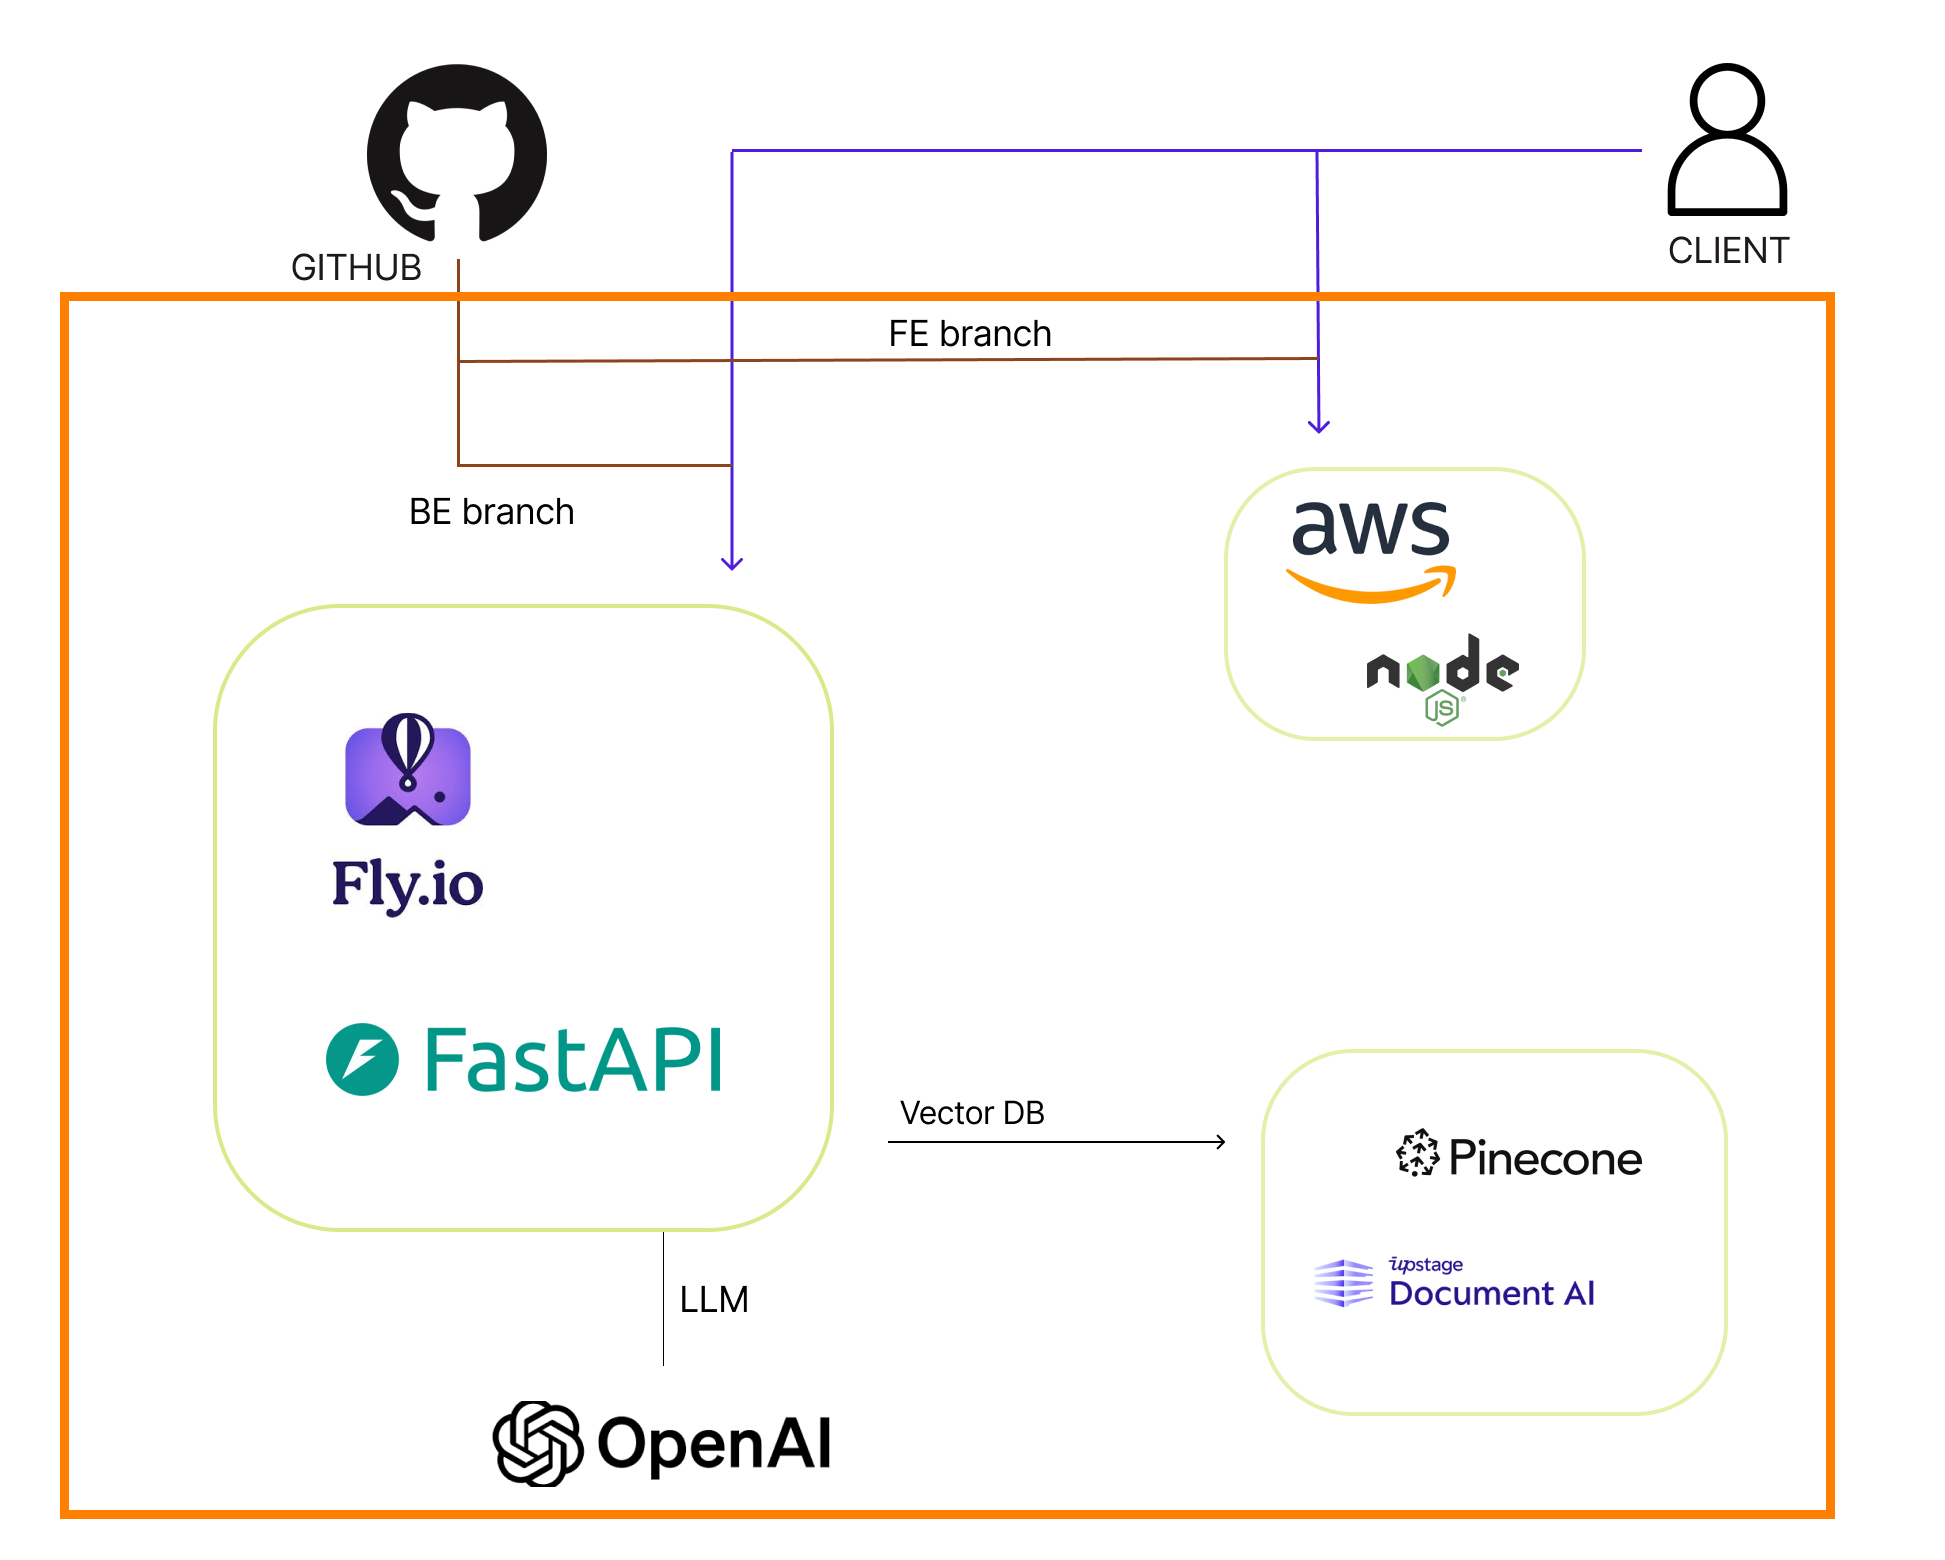 GITHUB
CLIENT
FE branch
BE branch
aws
node
JS
Fly.io
FastAPI
Vector DB
Pinecone
upstage
Document AI
LLM
OpenAI